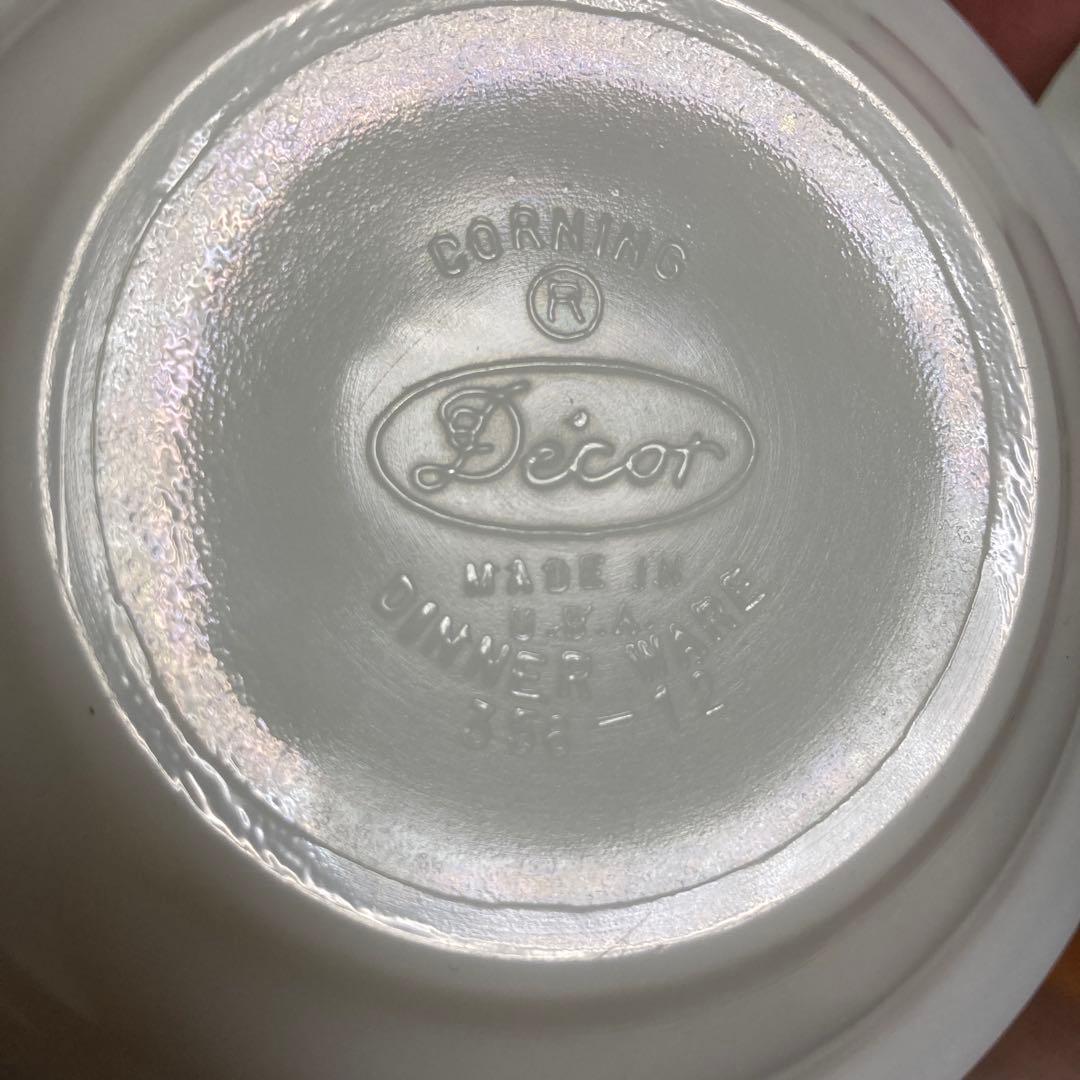 CORNING
®
Décor
MADE IN
U.S.A.
DINNER WARE